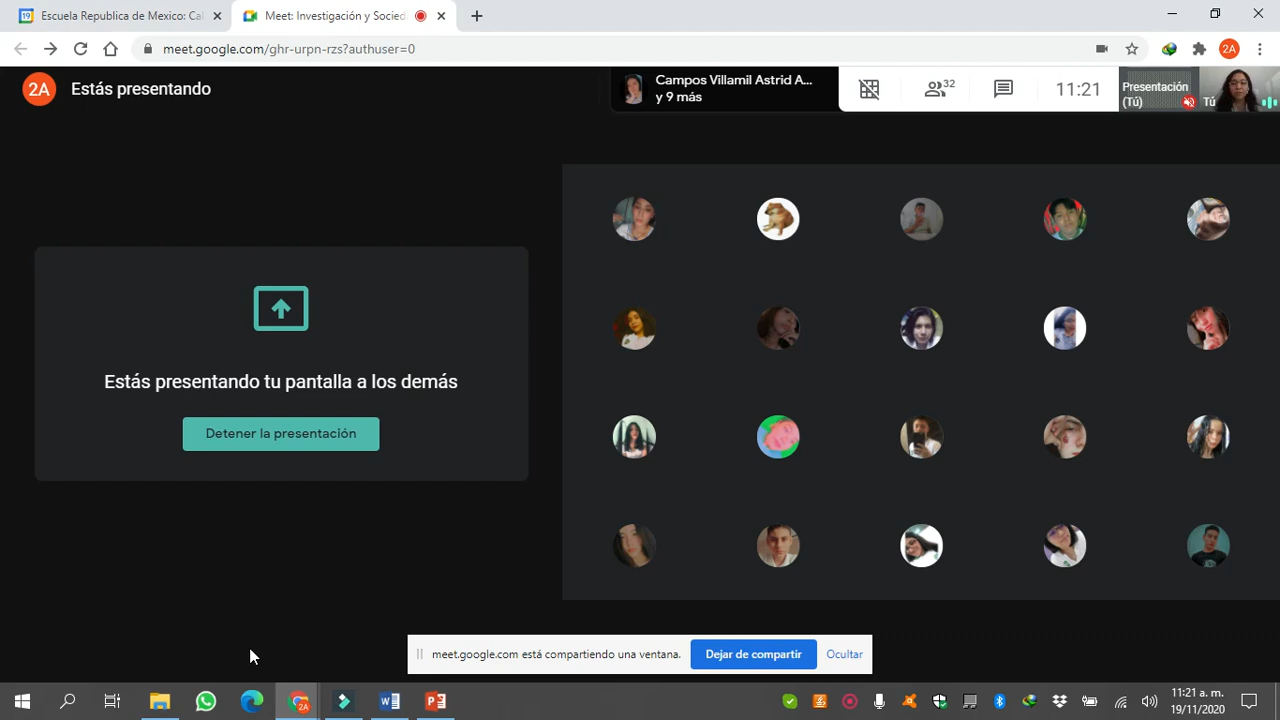 Escuela Republica de Mexico: Cal
Meet: Investigación y Socied
meet.google.com/ghr-urpn-rzs?authuser=0
2A
2A
Estás presentando
Campos Villamil Astrid A...
y 9 más
32
11:21
Presentación
(Tú)
Tú
Estás presentando tu pantalla a los demás
Detener la presentación
meet.google.com está compartiendo una ventana.
Dejar de compartir
Ocultar
11:21 a. m.
19/11/2020